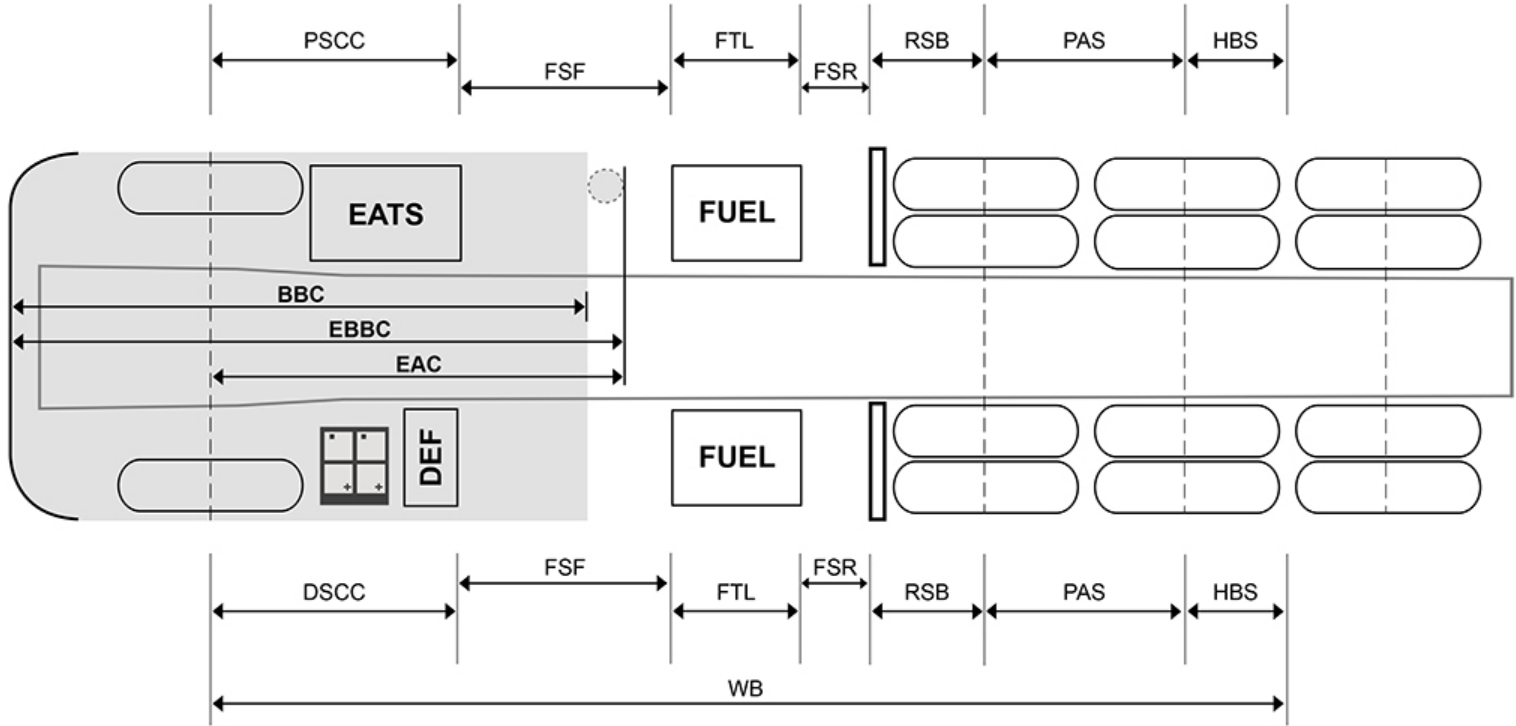 PSCC
FSF
FTL
FSR
RSB
PAS
HBS
EATS
FUEL
BBC
EBBC
EAC
DEF
FUEL
DSCC
FSF
FTL
FSR
RSB
PAS
HBS
WB